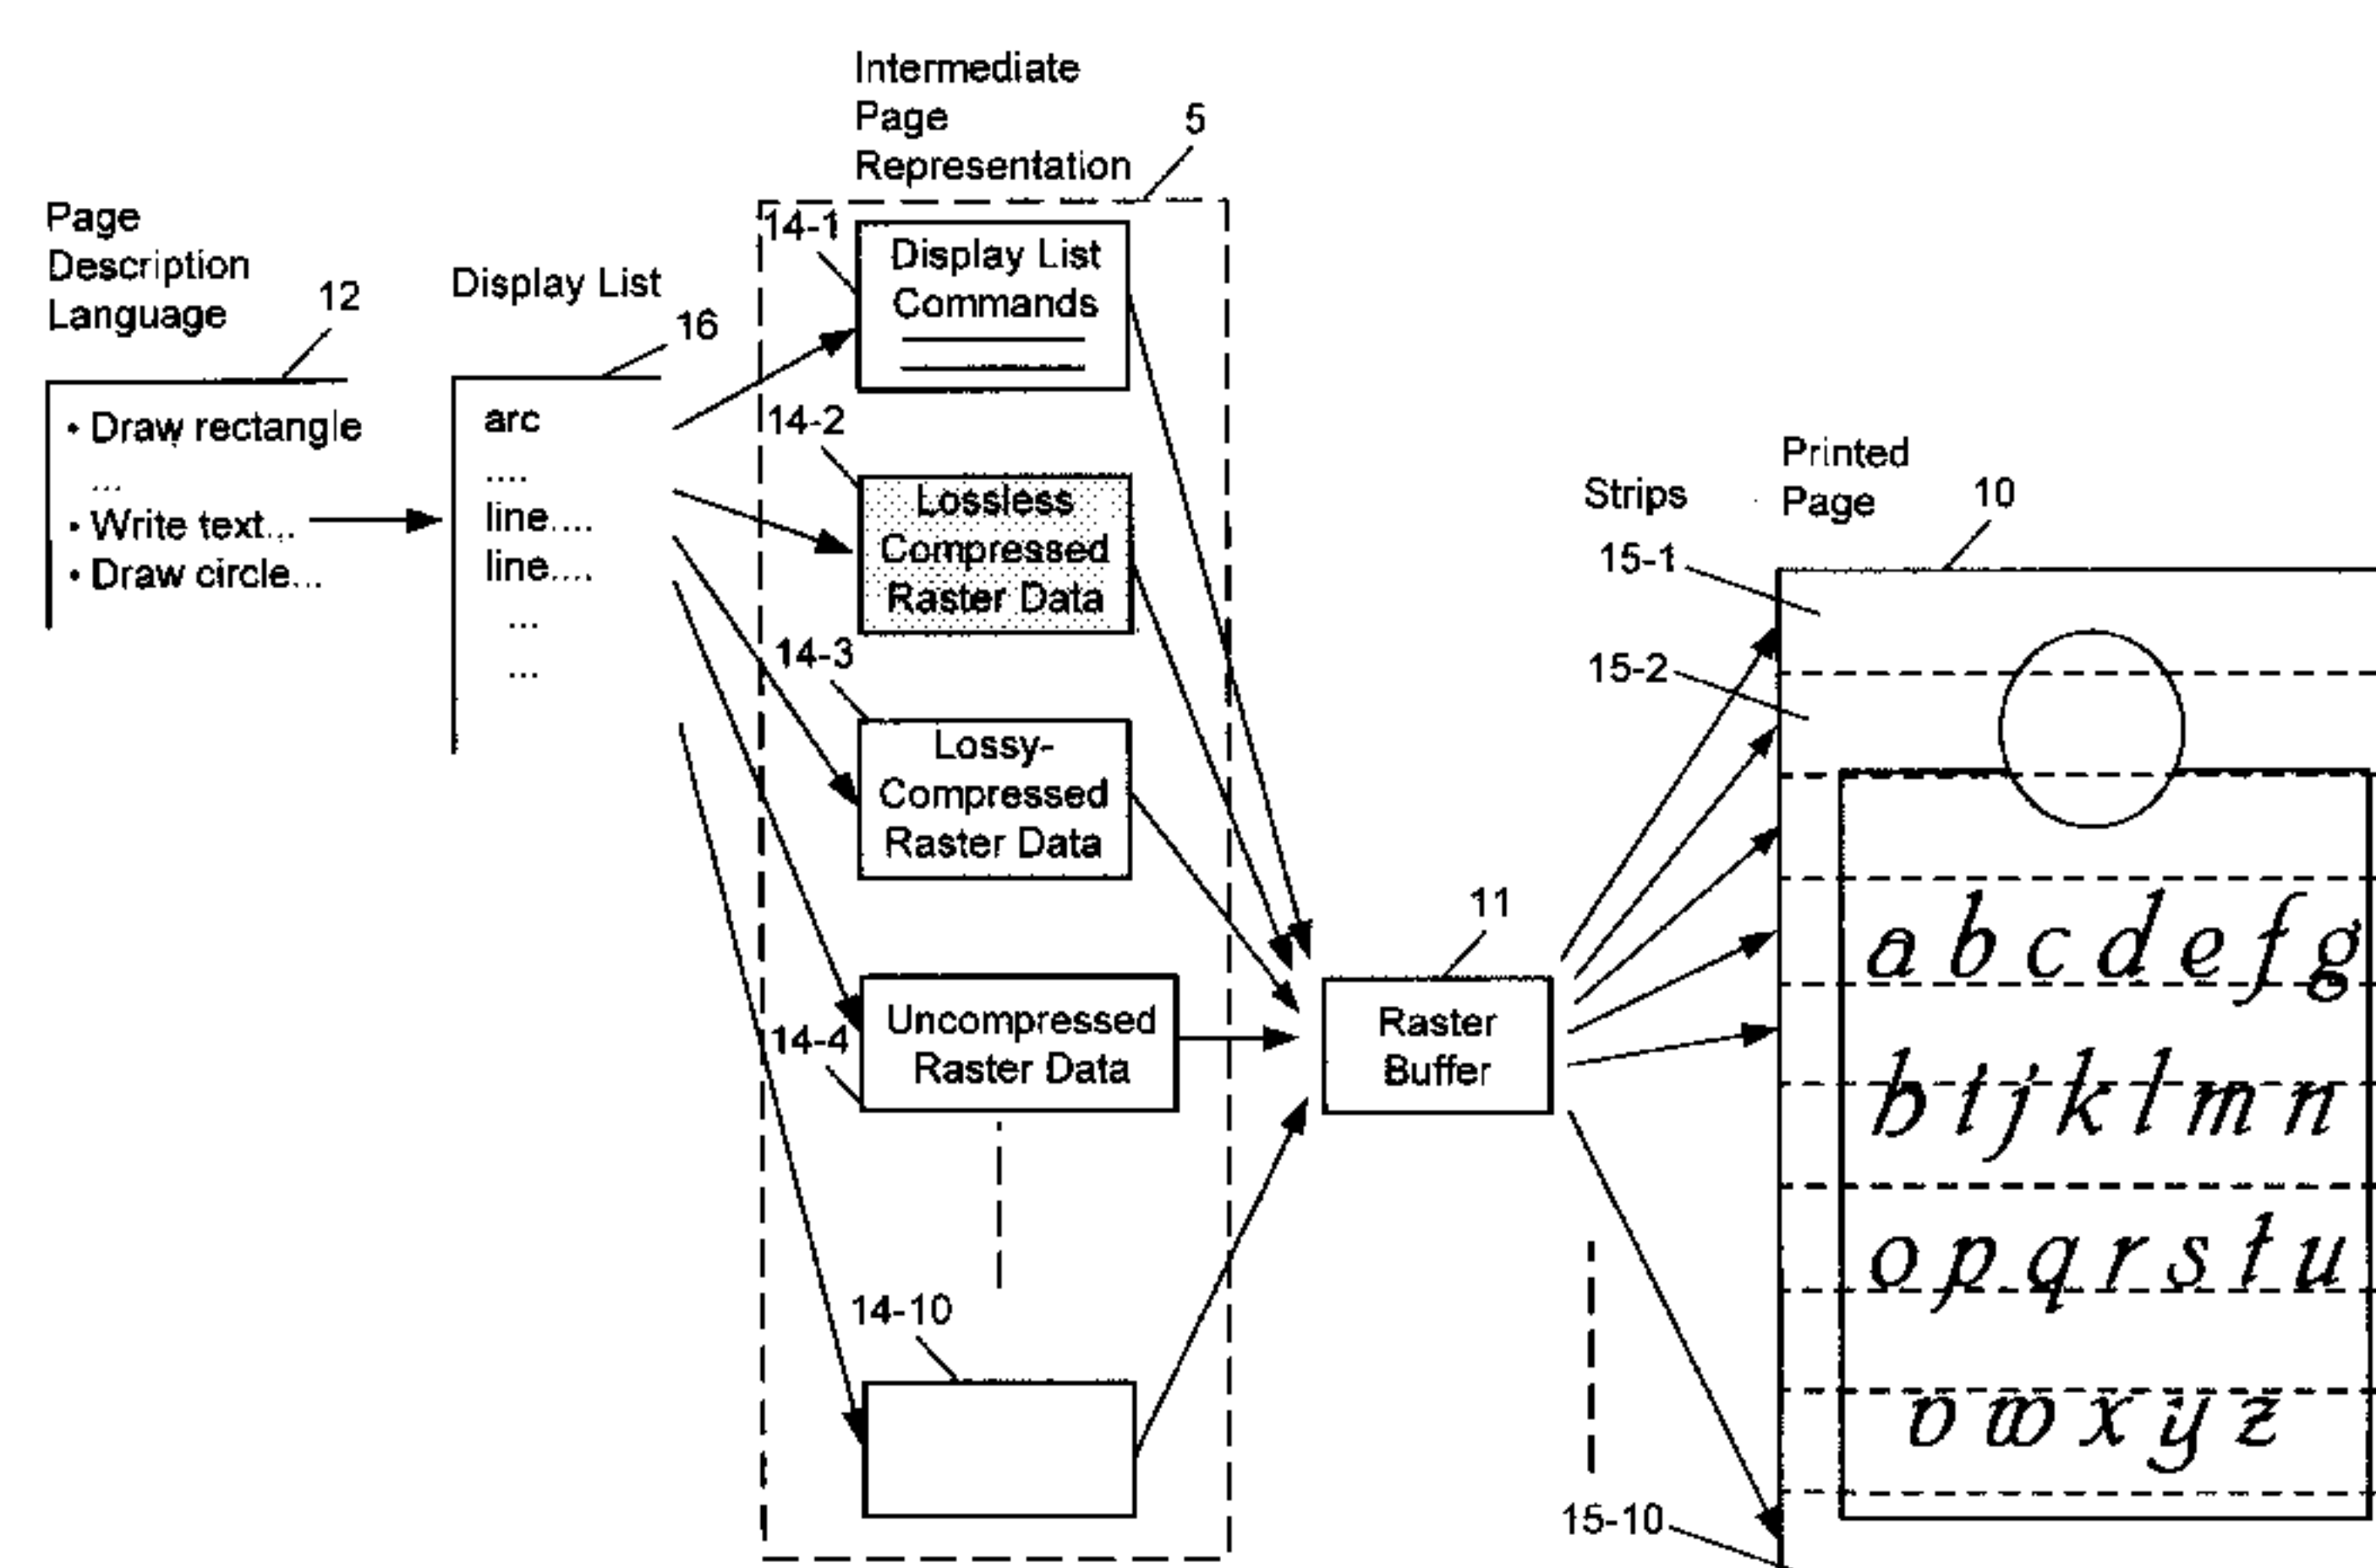 Intermediate
Page
Representation
5
Page
Description
Language
12
Display List
16
• Draw rectangle
...
• Write text...
• Draw circle...
arc
....
line....
line....
...
...
14-1
Display List
Commands
14-2
Lossless
Compressed
Raster Data
14-3
Lossy-
Compressed
Raster Data
14-4
Uncompressed
Raster Data
14-10
11
Raster
Buffer
Strips
Printed
Page
10
15-1
15-2
15-10
a b c d e f g
h i j k l m n
o p q r s t u
v w x y z